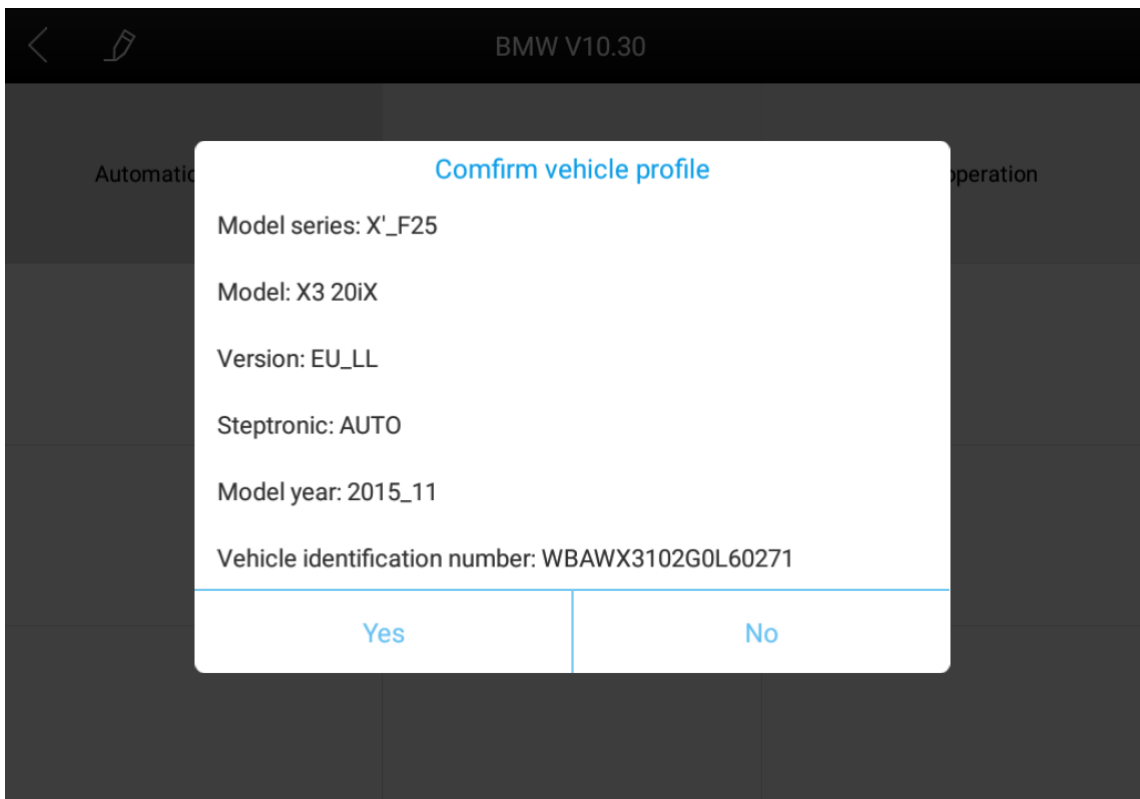 BMW V10.30
Automatic
operation
Comfirm vehicle profile
Model series: X'_F25
Model: X3 20iX
Version: EU_LL
Steptronic: AUTO
Model year: 2015_11
Vehicle identification number: WBAWX3102G0L60271
Yes
No